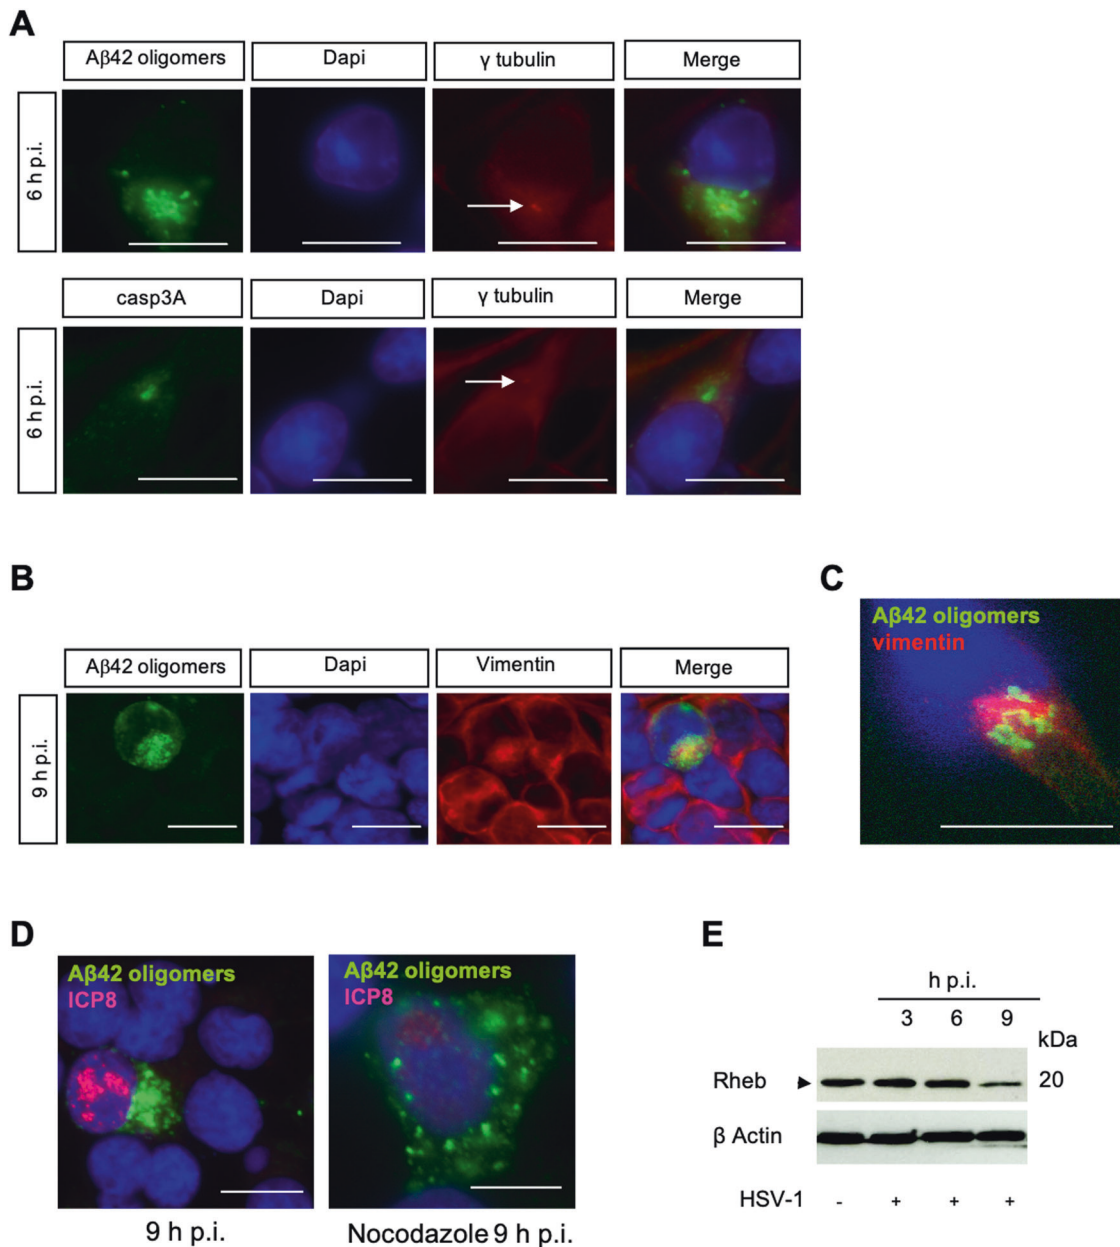 A
Aβ42 oligomers
Dapi
γ tubulin
Merge
6 h p.i.
casp3A
Dapi
γ tubulin
Merge
6 h p.i.
B
Aβ42 oligomers
Dapi
Vimentin
Merge
9 h p.i.
C
Aβ42 oligomers
vimentin
D
Aβ42 oligomers
ICP8
9 h p.i.
Aβ42 oligomers
ICP8
Nocodazole 9 h p.i.
E
h p.i.
3 6 9
kDa
Rheb 20
β Actin
HSV-1 - + + +